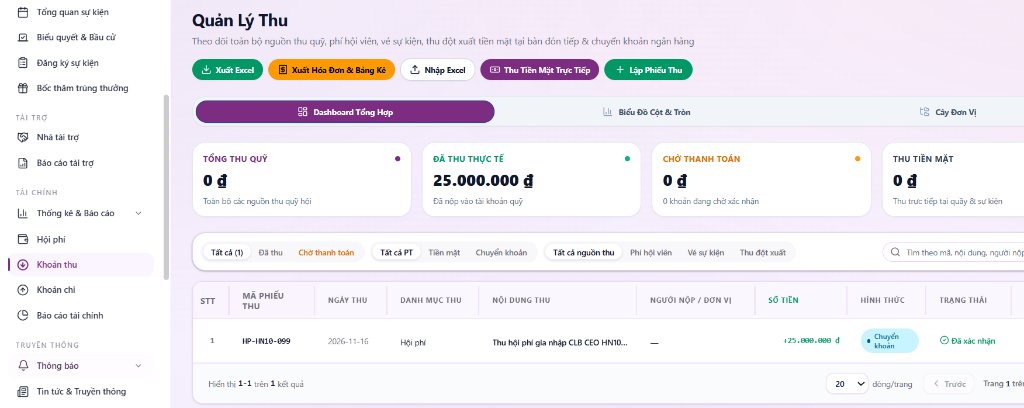 Tổng quan sự kiện
Biểu quyết & Bầu cử
Đăng ký sự kiện
Bốc thăm trúng thưởng
TÀI TRỢ
Nhà tài trợ
Báo cáo tài trợ
TÀI CHÍNH
Thống kê & Báo cáo
Hội phí
Khoản thu
Khoản chi
Báo cáo tài chính
TRUYỀN THÔNG
Thông báo
Tin tức & Truyền thông
Quản Lý Thu
Theo dõi toàn bộ nguồn thu quỹ, phí hội viên, vé sự kiện, thu đột xuất tiền mặt tại bàn đón tiếp & chuyển khoản ngân hàng
Xuất Excel
Xuất Hóa Đơn & Bảng Kê
Nhập Excel
Thu Tiền Mặt Trực Tiếp
+ Lập Phiếu Thu
Dashboard Tổng Hợp
Biểu Đồ Cột & Tròn
Cây Đơn Vị
TỔNG THU QUỸ
0 ₫
Toàn bộ các nguồn thu quỹ hội
ĐÃ THU THỰC TẾ
25.000.000 ₫
Đã nộp vào tài khoản quỹ
CHỜ THANH TOÁN
0 ₫
0 khoản đang chờ xác nhận
THU TIỀN MẶT
0 ₫
Thu trực tiếp tại quầy & sự kiện
Tất cả (1) Đã thu Chờ thanh toán
Tất cả PT Tiền mặt Chuyển khoản
Tất cả nguồn thu Phí hội viên Vé sự kiện Thu đột xuất
Tìm theo mã, nội dung, người nộp
STT
MÃ PHIẾU
THU
NGÀY THU
DANH MỤC THU
NỘI DUNG THU
NGƯỜI NỘP / ĐƠN VỊ
SỐ TIỀN
HÌNH THỨC
TRẠNG THÁI
1
HP-HN10-099
2026-11-16
Hội phí
Thu hội phí gia nhập CLB CEO HN10...
—
+25.000.000 ₫
Chuyển
khoản
Đã xác nhận
Hiển thị 1-1 trên 1 kết quả
20 dòng/trang
Trước
Trang 1 trên